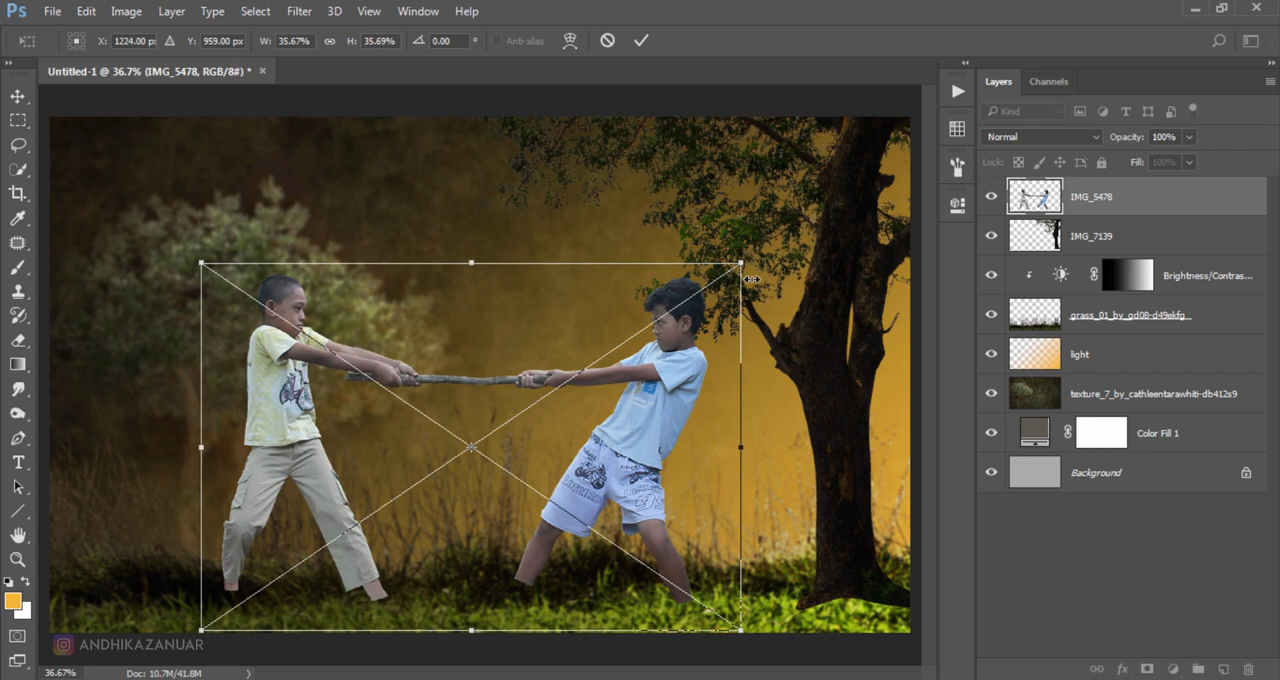 Ps File Edit Image Layer Type Select Filter 3D View Window Help
X: 1224.00 p: Y: 959.00 px W: 35.67% H: 35.69% 0.00 ° Anti-alias
Untitled-1 @ 36.7% (IMG_5478, RGB/8#) * ×
Layers Channels
Kind
Normal Opacity: 100%
Lock: Fill: 100%
IMG_5478
IMG_7139
Brightness/Contras...
grass_01_by_gd08-d49ekfg
light
texture_7_by_cathleentarawhiti-db412s9
Color Fill 1
Background
ANDHIKAZANUAR
36.67% Doc: 10.7M/41.8M